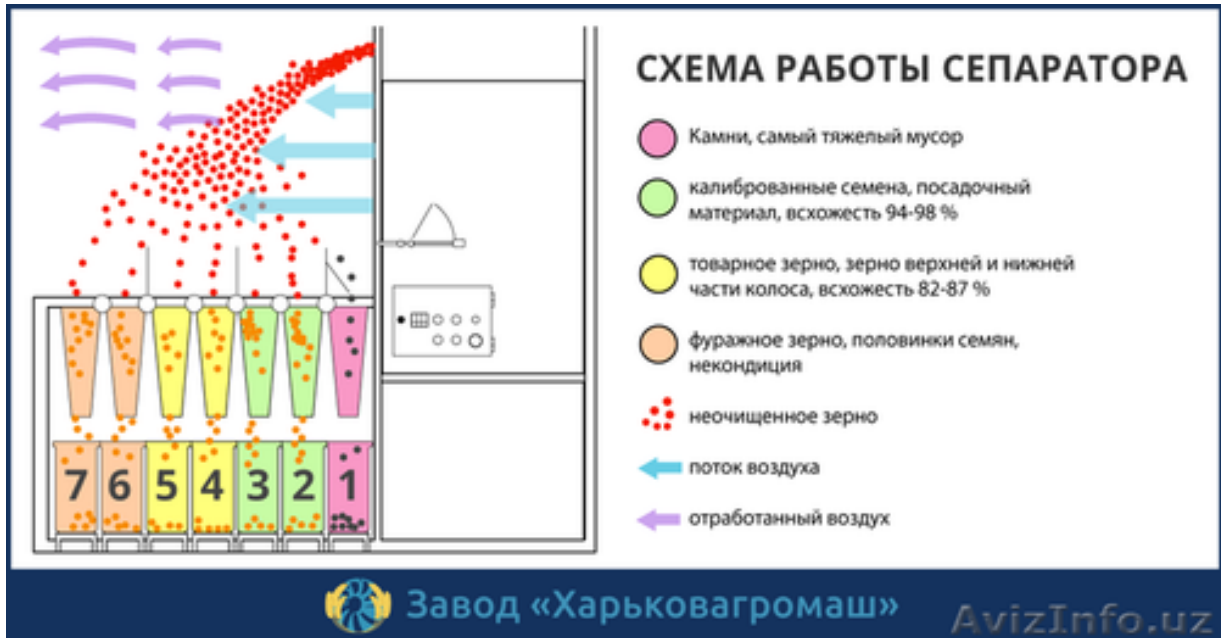 СХЕМА РАБОТЫ СЕПАРАТОРА
Камни, самый тяжелый мусор
калиброванные семена, посадочный
материал, всхожесть 94-98 %
товарное зерно, зерно верхней и нижней
части колоса, всхожесть 82-87 %
фуражное зерно, половинки семян,
некондиция
неочищенное зерно
поток воздуха
отработанный воздух
7 6 5 4 3 2 1
Завод «Харьковагромаш»
AvizInfo.uz